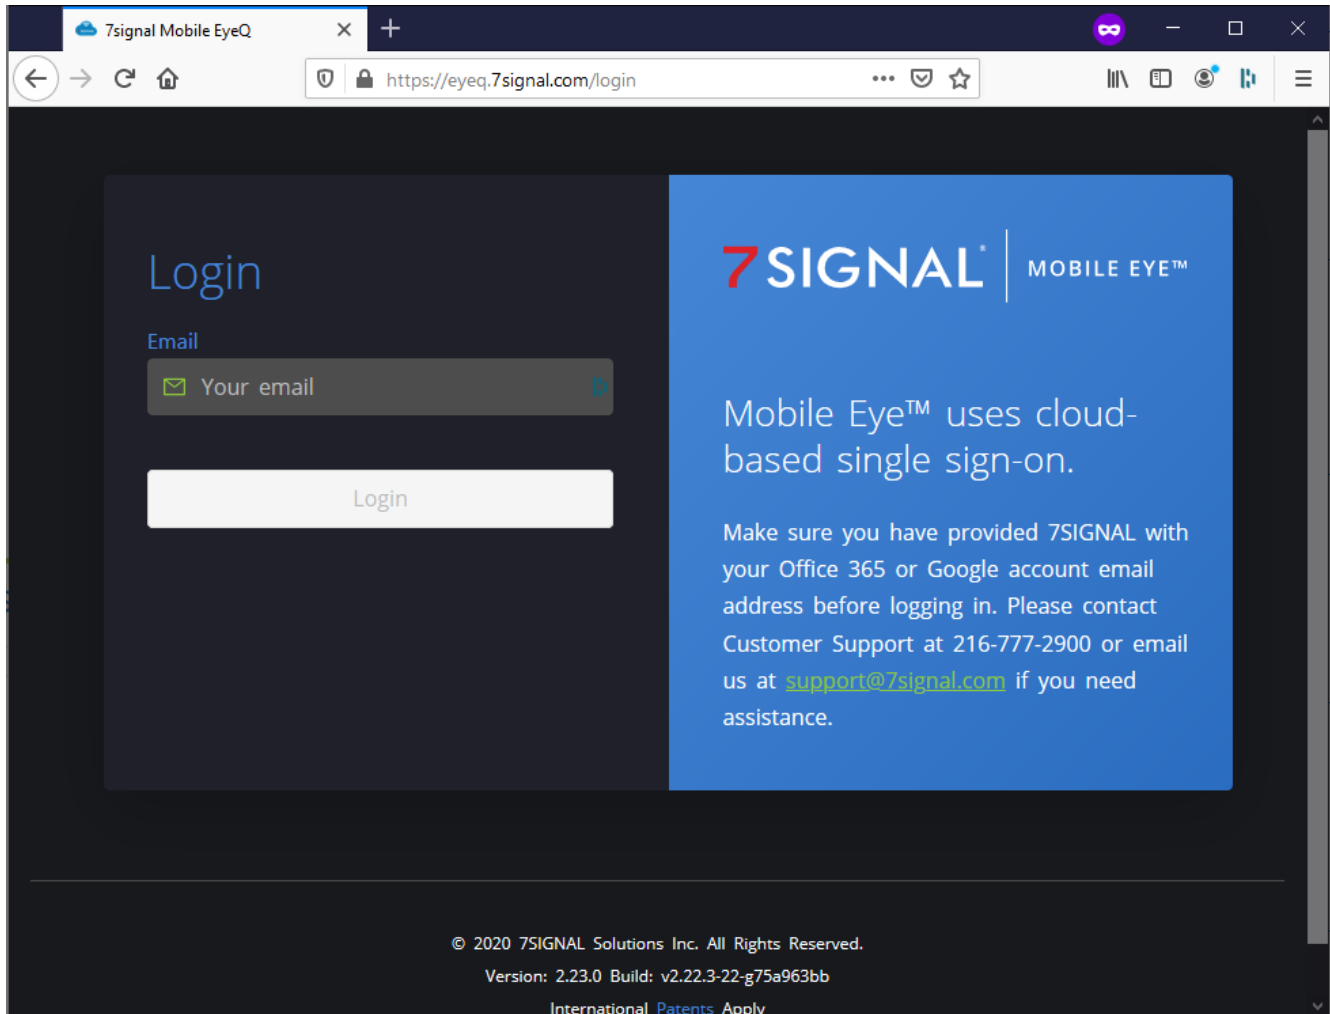 7signal Mobile EyeQ
https://eyeq.7signal.com/login
Login
Email
Your email
Login
7SIGNAL® MOBILE EYE™
Mobile Eye™ uses cloud-
based single sign-on.
Make sure you have provided 7SIGNAL with
your Office 365 or Google account email
address before logging in. Please contact
Customer Support at 216-777-2900 or email
us at support@7signal.com if you need
assistance.
© 2020 7SIGNAL Solutions Inc. All Rights Reserved.
Version: 2.23.0 Build: v2.22.3-22-g75a963bb
International Patents Apply